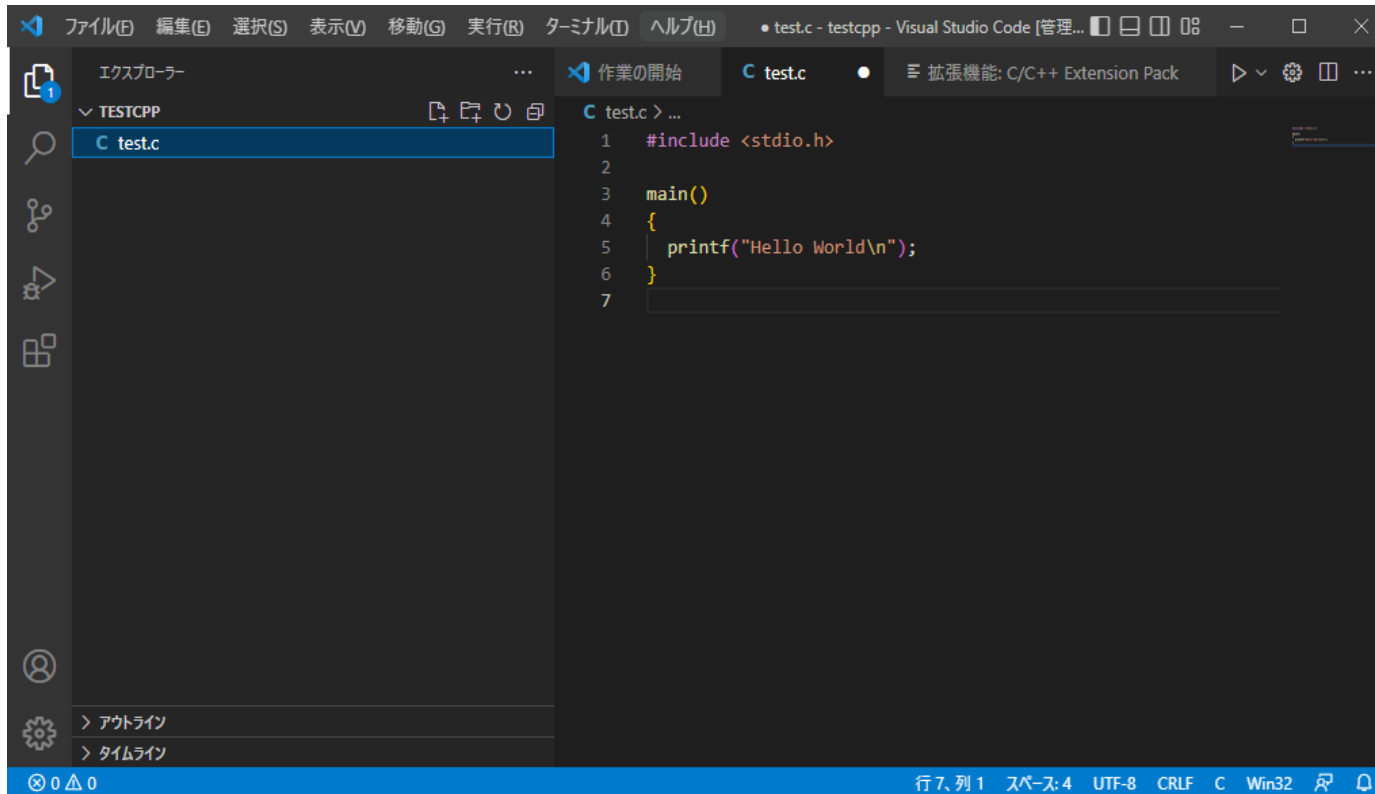 ファイル(F) 編集(E) 選択(S) 表示(V) 移動(G) 実行(R) ターミナル(T) ヘルプ(H) ● test.c - testcpp - Visual Studio Code [管理...
エクスプローラー ...
TESTCPP
C test.c
作業の開始 C test.c ● 拡張機能: C/C++ Extension Pack ...
C test.c > ...
1 #include <stdio.h>
2
3 main()
4 {
5 printf("Hello World\n");
6 }
7
アウトライン
タイムライン
0 0 行 7、列 1 スペース: 4 UTF-8 CRLF C Win32
1